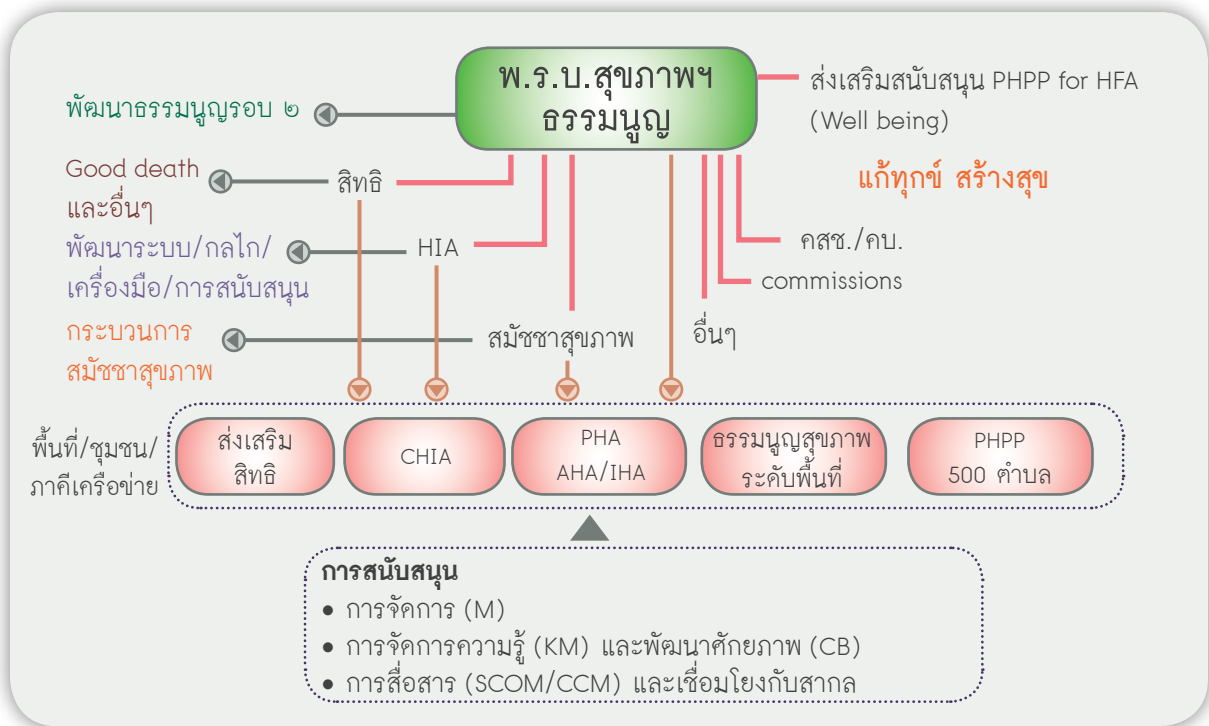 พ.ร.บ.สุขภาพฯ
ธรรมนูญ
ส่งเสริมสนับสนุน PHPP for HFA
(Well being)
แก้ทุกข์ สร้างสุข
พัฒนาธรรมนูญรอบ ๒
Good death
และอื่นๆ
สิทธิ
พัฒนาระบบ/กลไก/
เครื่องมือ/การสนับสนุน
HIA
คสช./คบ.
commissions
กระบวนการ
สมัชชาสุขภาพ
สมัชชาสุขภาพ
อื่นๆ
พื้นที่/ชุมชน/
ภาคีเครือข่าย
ส่งเสริม
สิทธิ
CHIA
PHA
AHA/IHA
ธรรมนูญสุขภาพ
ระดับพื้นที่
PHPP
500 ตำบล
การสนับสนุน
• การจัดการ (M)
• การจัดการความรู้ (KM) และพัฒนาศักยภาพ (CB)
• การสื่อสาร (SCOM/CCM) และเชื่อมโยงกับสากล